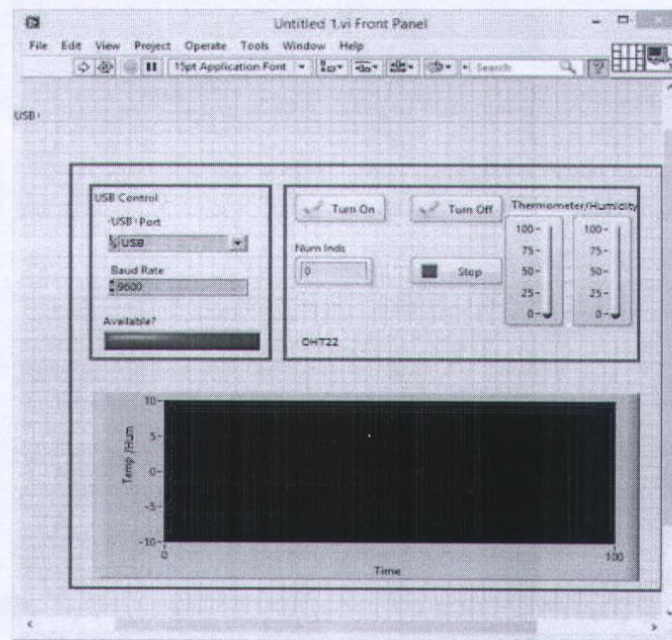 Untitled 1.vi Front Panel
File Edit View Project Operate Tools Window Help
15pt Application Font Search
USB
USB Control
USB Port
USB
Baud Rate
9600
Available?
Turn On Turn Off
Num Inds
0
Stop
DHT22
Thermometer/Humidity
100- 100-
75- 75-
50- 50-
25- 25-
0- 0-
Temp /Hum
10-
5-
0-
-5-
-10-
0 100
Time